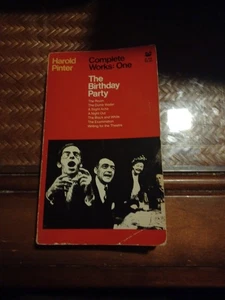 Harold
Pinter
Complete
Works: One
The
Birthday
Party
The Room
The Dumb Waiter
A Slight Ache
A Night Out
The Black and White
The Examination
Writing for the Theatre